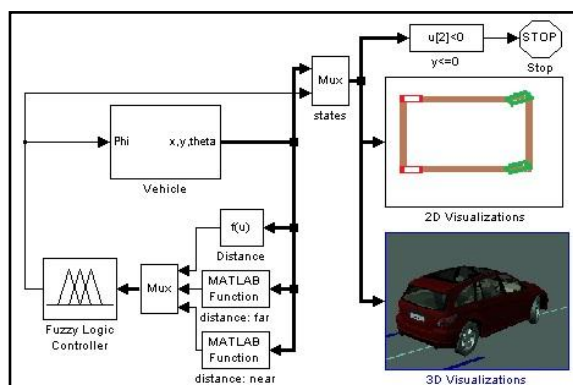 u[2]<0
STOP
y<=0
Stop
Mux
states
Phi
x,y,theta
Vehicle
2D Visualizations
f(u)
Distance
Mux
MATLAB
Function
distance: far
Fuzzy Logic
Controller
MATLAB
Function
distance: near
3D Visualizations